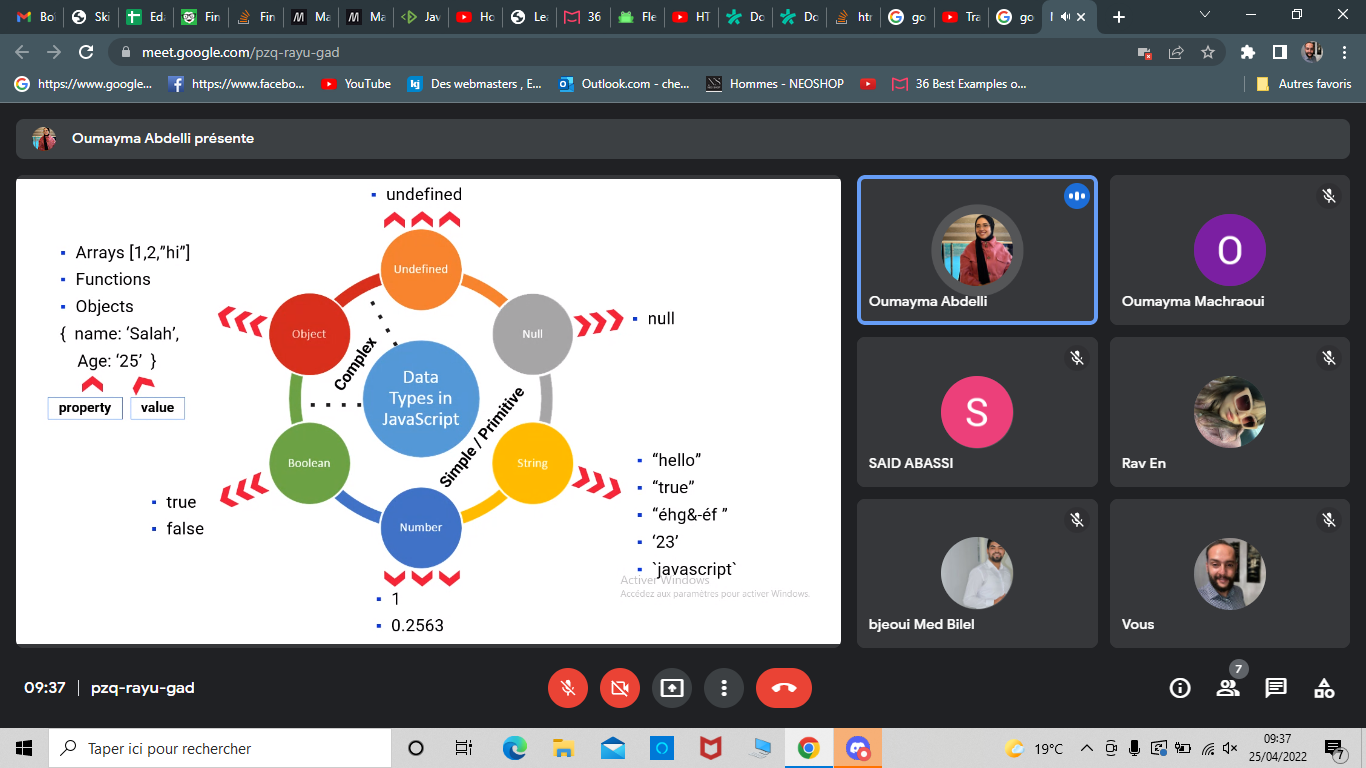 Bo
Ski
Eda
Fin
Fin
Ma
Ma
Jav
Ho
Lea
36
Fle
HT
Do
Do
htr
go
Tra
go
meet.google.com/pzq-rayu-gad
https://www.google...
https://www.facebo...
YouTube
Des webmasters , E...
Outlook.com - che...
Hommes - NEOSHOP
36 Best Examples o...
Autres favoris
Oumayma Abdelli présente
undefined
Arrays [1,2,”hi”]
Functions
Objects
{ name: ‘Salah’,
Age: ‘25’ }
property
value
Undefined
Object
Null
null
Complex
Data
Types in
JavaScript
Simple / Primitive
Boolean
String
Number
true
false
“hello”
“true”
“éhg&-éf ”
‘23’
`javascript`
1
0.2563
Activer Windows
Accédez aux paramètres pour activer Windows.
Oumayma Abdelli
O
Oumayma Machraoui
S
SAID ABASSI
Rav En
bjeoui Med Bilel
Vous
09:37 | pzq-rayu-gad
7
Taper ici pour rechercher
19°C
09:37
25/04/2022
7